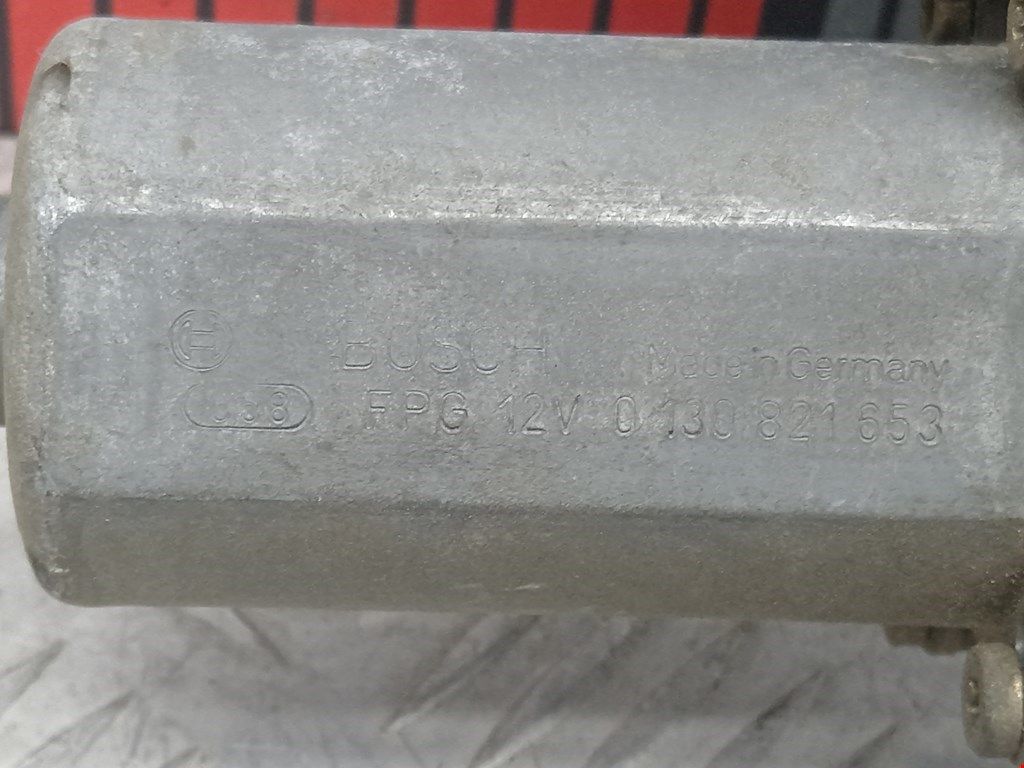 BOSCH Made in Germany
FPG 12V 0 130 821 653